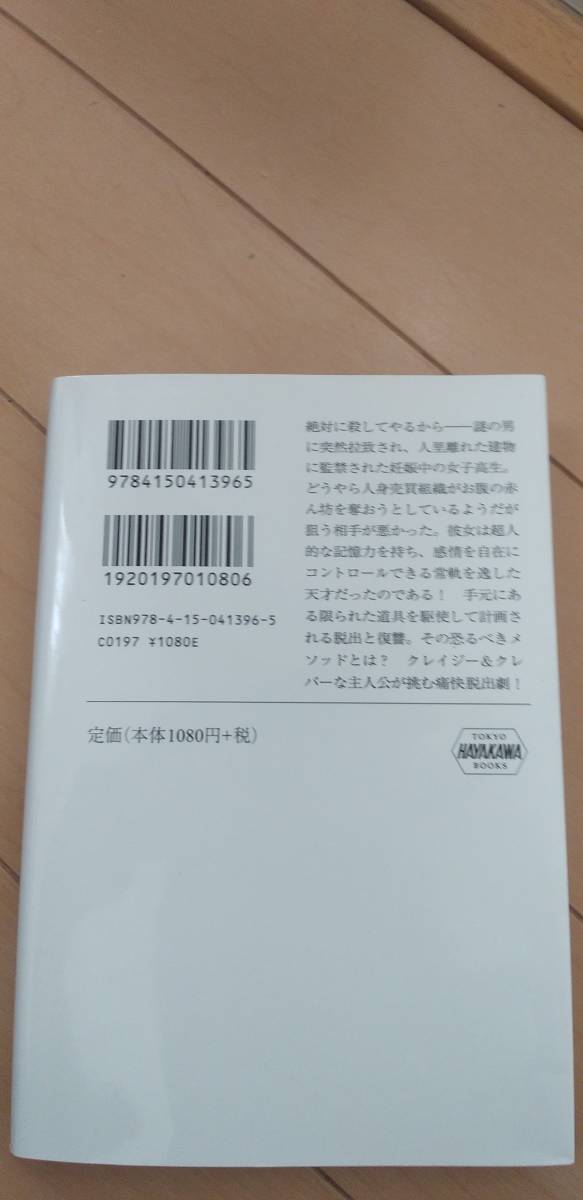 9784150413965
1920197010806
ISBN978-4-15-041396-5
C0197 ¥1080E
絶対に殺してやるから――謎の男
に突然拉致され、人里離れた建物
に監禁された妊娠中の女子高生。
どうやら人身売買組織がお腹の赤
ん坊を奪おうとしているようだが
狙う相手が悪かった。彼女は超人
的な記憶力を持ち、感情を自在に
コントロールできる常軌を逸した
天才だったのである！　手元にあ
る限られた道具を駆使して計画さ
れる脱出と復讐。その恐るべきメ
ソッドとは？　クレイジー＆クレ
バーな主人公が挑む痛快脱出劇！
定価（本体1080円+税）
TOKYO
HAYAKAWA
BOOKS